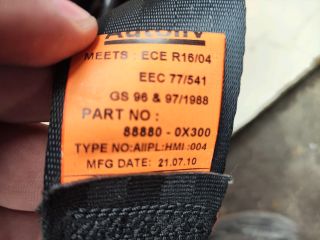 Autoliv
MEETS : ECE R16/04
EEC 77/541
GS 96 & 97/1988
PART NO :
88880 - 0X300
TYPE NO: AIIPL:HMI :004
MFG DATE: 21.07.10